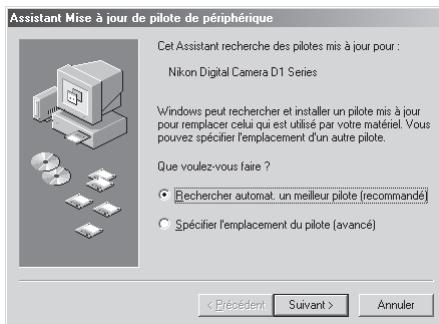 Assistant Mise à jour de pilote de périphérique
Cet Assistant recherche des pilotes mis à jour pour :
Nikon Digital Camera D1 Series
Windows peut rechercher et installer un pilote mis à jour
pour remplacer celui qui est utilisé par votre matériel. Vous
pouvez spécifier l'emplacement d'un autre pilote.
Que voulez-vous faire ?
Rechercher automat. un meilleur pilote (recommandé)
Spécifier l'emplacement du pilote (avancé)
< Précédent
Suivant >
Annuler